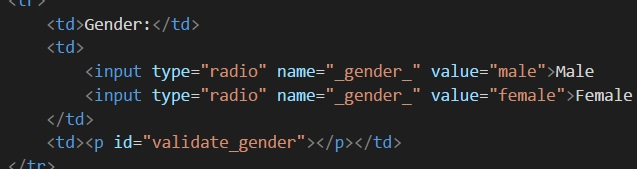 <tr>
<td>Gender:</td>
<td>
<input type="radio" name="_gender_" value="male">Male
<input type="radio" name="_gender_" value="female">Female
</td>
<td><p id="validate_gender"></p></td>
</tr>